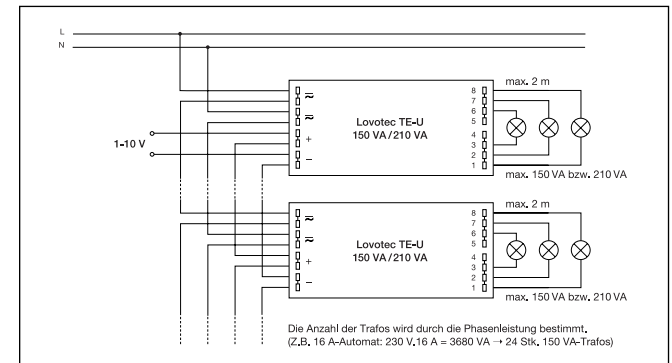 L
N
max. 2 m
≂
≂
+
–
1-10 V
Lovotec TE-U
150 VA/210 VA
8
7
6
5
4
3
2
1
max. 150 VA bzw. 210 VA
max. 2 m
≂
≂
+
–
Lovotec TE-U
150 VA/210 VA
8
7
6
5
4
3
2
1
max. 150 VA bzw. 210 VA
Die Anzahl der Trafos wird durch die Phasenleistung bestimmt.
(Z.B. 16 A-Automat: 230 V.16 A = 3680 VA → 24 Stk. 150 VA-Trafos)